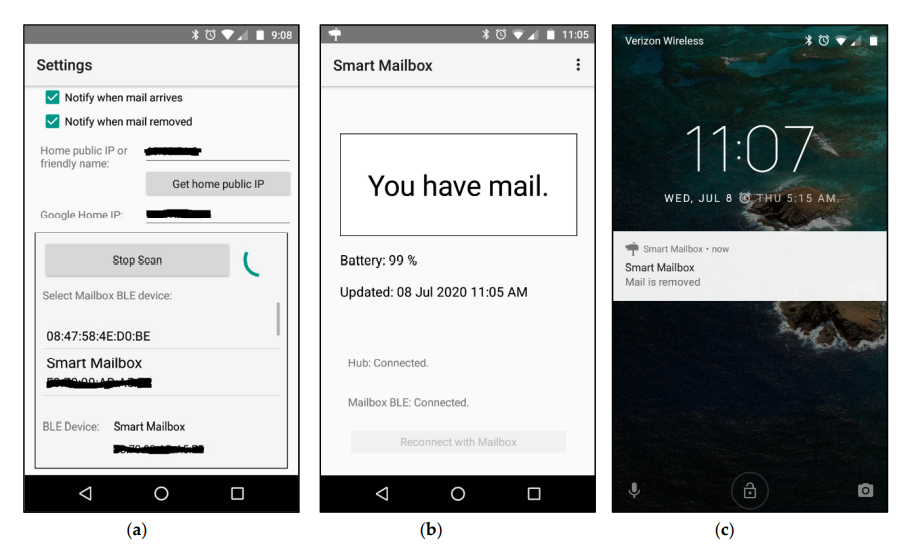 9:08
Settings
Notify when mail arrives
Notify when mail removed
Home public IP or
friendly name:
Get home public IP
Google Home IP:
Stop Scan
Select Mailbox BLE device:
08:47:58:4E:D0:BE
Smart Mailbox
BLE Device: Smart Mailbox
(a)
11:05
Smart Mailbox
You have mail.
Battery: 99 %
Updated: 08 Jul 2020 11:05 AM
Hub: Connected.
Mailbox BLE: Connected.
Reconnect with Mailbox
(b)
Verizon Wireless
11:07
WED, JUL 8 THU 5:15 AM
Smart Mailbox • now
Smart Mailbox
Mail is removed
(c)